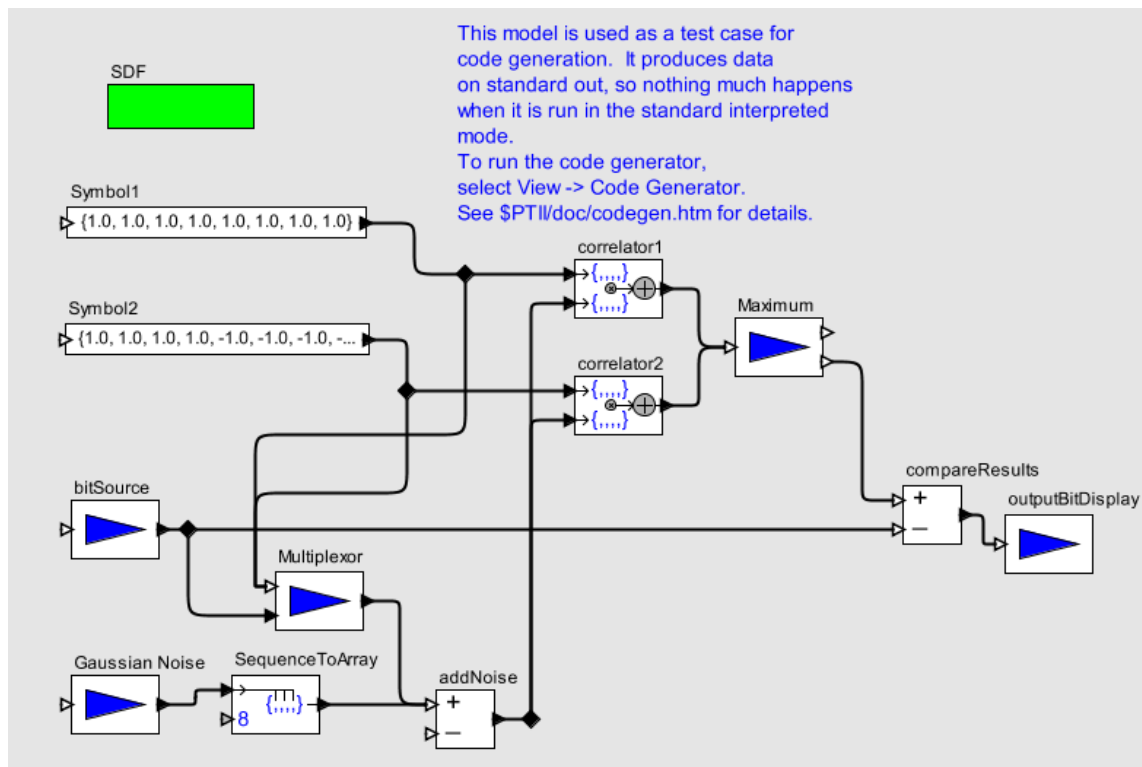 This model is used as a test case for
code generation.  It produces data
on standard out, so nothing much happens
when it is run in the standard interpreted
mode.
To run the code generator,
select View -> Code Generator.
See $PTII/doc/codegen.htm for details.
SDF
Symbol1
{1.0, 1.0, 1.0, 1.0, 1.0, 1.0, 1.0, 1.0}
correlator1
{,,,,}
{,,,,}
Symbol2
{1.0, 1.0, 1.0, 1.0, -1.0, -1.0, -1.0, -...
Maximum
correlator2
{,,,,}
{,,,,}
bitSource
compareResults
+
−
outputBitDisplay
Multiplexor
Gaussian Noise
SequenceToArray
{,,,,}
8
addNoise
+
−